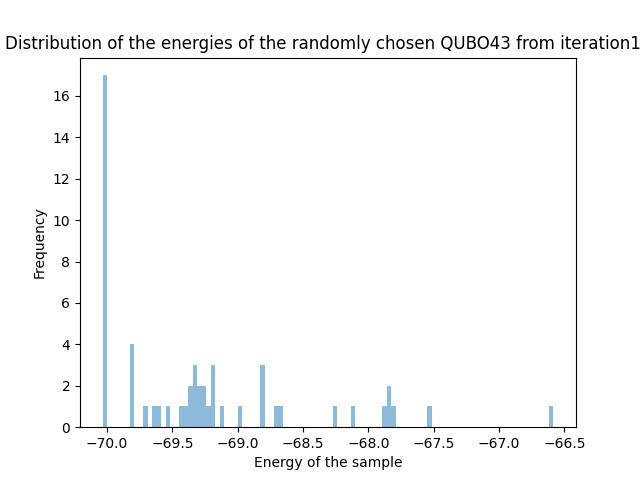 Distribution of the energies of the randomly chosen QUBO43 from iteration1
16
14
12
10
8
6
4
2
0
Frequency
−70.0 −69.5 −69.0 −68.5 −68.0 −67.5 −67.0 −66.5
Energy of the sample